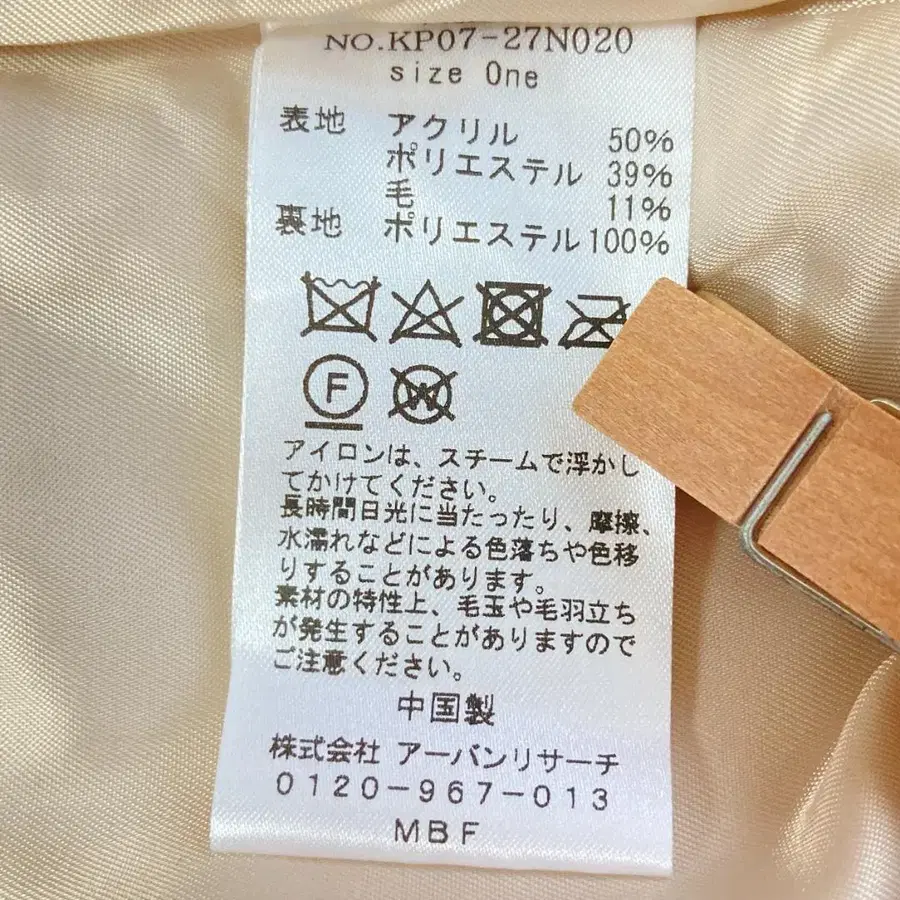 NO.KP07-27N020
size One
表地 アクリル 50%
ポリエステル 39%
毛 11%
裏地 ポリエステル 100%
F
W
アイロンは、スチームで浮かし
てかけてください。
長時間日光に当たったり、摩擦、
水濡れなどによる色落ちや色移
りすることがあります。
素材の特性上、毛玉や毛羽立ち
が発生することがありますので
ご注意ください。
中国製
株式会社 アーバンリサーチ
0120-967-013
MBF